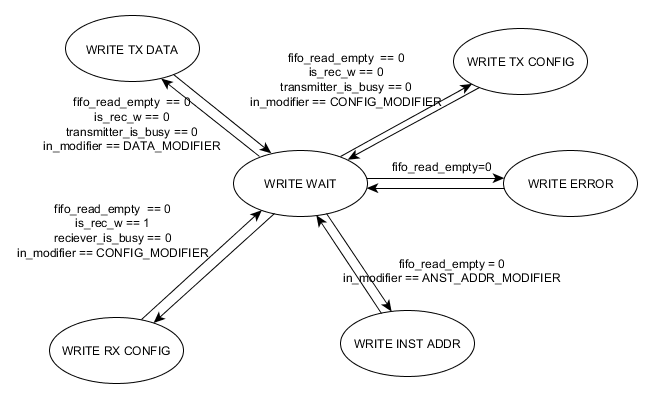 WRITE TX DATA
fifo_read_empty == 0
is_rec_w == 0
transmitter_is_busy == 0
in_modifier == CONFIG_MODIFIER
WRITE TX CONFIG
fifo_read_empty == 0
is_rec_w == 0
transmitter_is_busy == 0
in_modifier == DATA_MODIFIER
WRITE WAIT
fifo_read_empty=0
WRITE ERROR
fifo_read_empty == 0
is_rec_w == 1
reciever_is_busy == 0
in_modifier == CONFIG_MODIFIER
fifo_read_empty = 0
in_modifier == ANST_ADDR_MODIFIER
WRITE RX CONFIG
WRITE INST ADDR